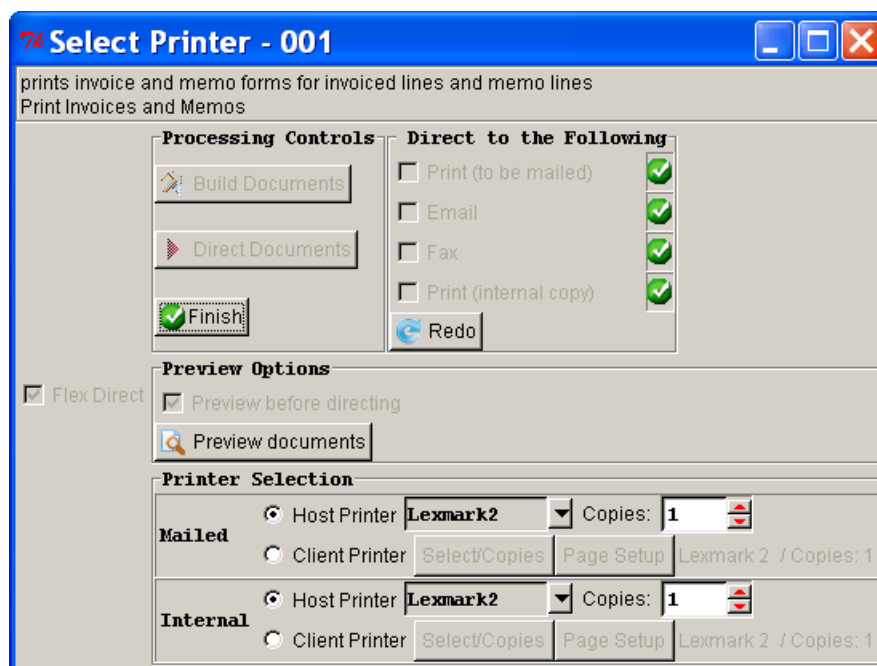 Select Printer - 001
prints invoice and memo forms for invoiced lines and memo lines
Print Invoices and Memos
Processing Controls
Build Documents
Direct Documents
Finish
Direct to the Following
Print (to be mailed)
Email
Fax
Print (internal copy)
Redo
Flex Direct
Preview Options
Preview before directing
Preview documents
Printer Selection
Mailed
Host Printer Lexmark2 Copies: 1
Client Printer Select/Copies Page Setup Lexmark 2 / Copies: 1
Internal
Host Printer Lexmark2 Copies: 1
Client Printer Select/Copies Page Setup Lexmark 2 / Copies: 1